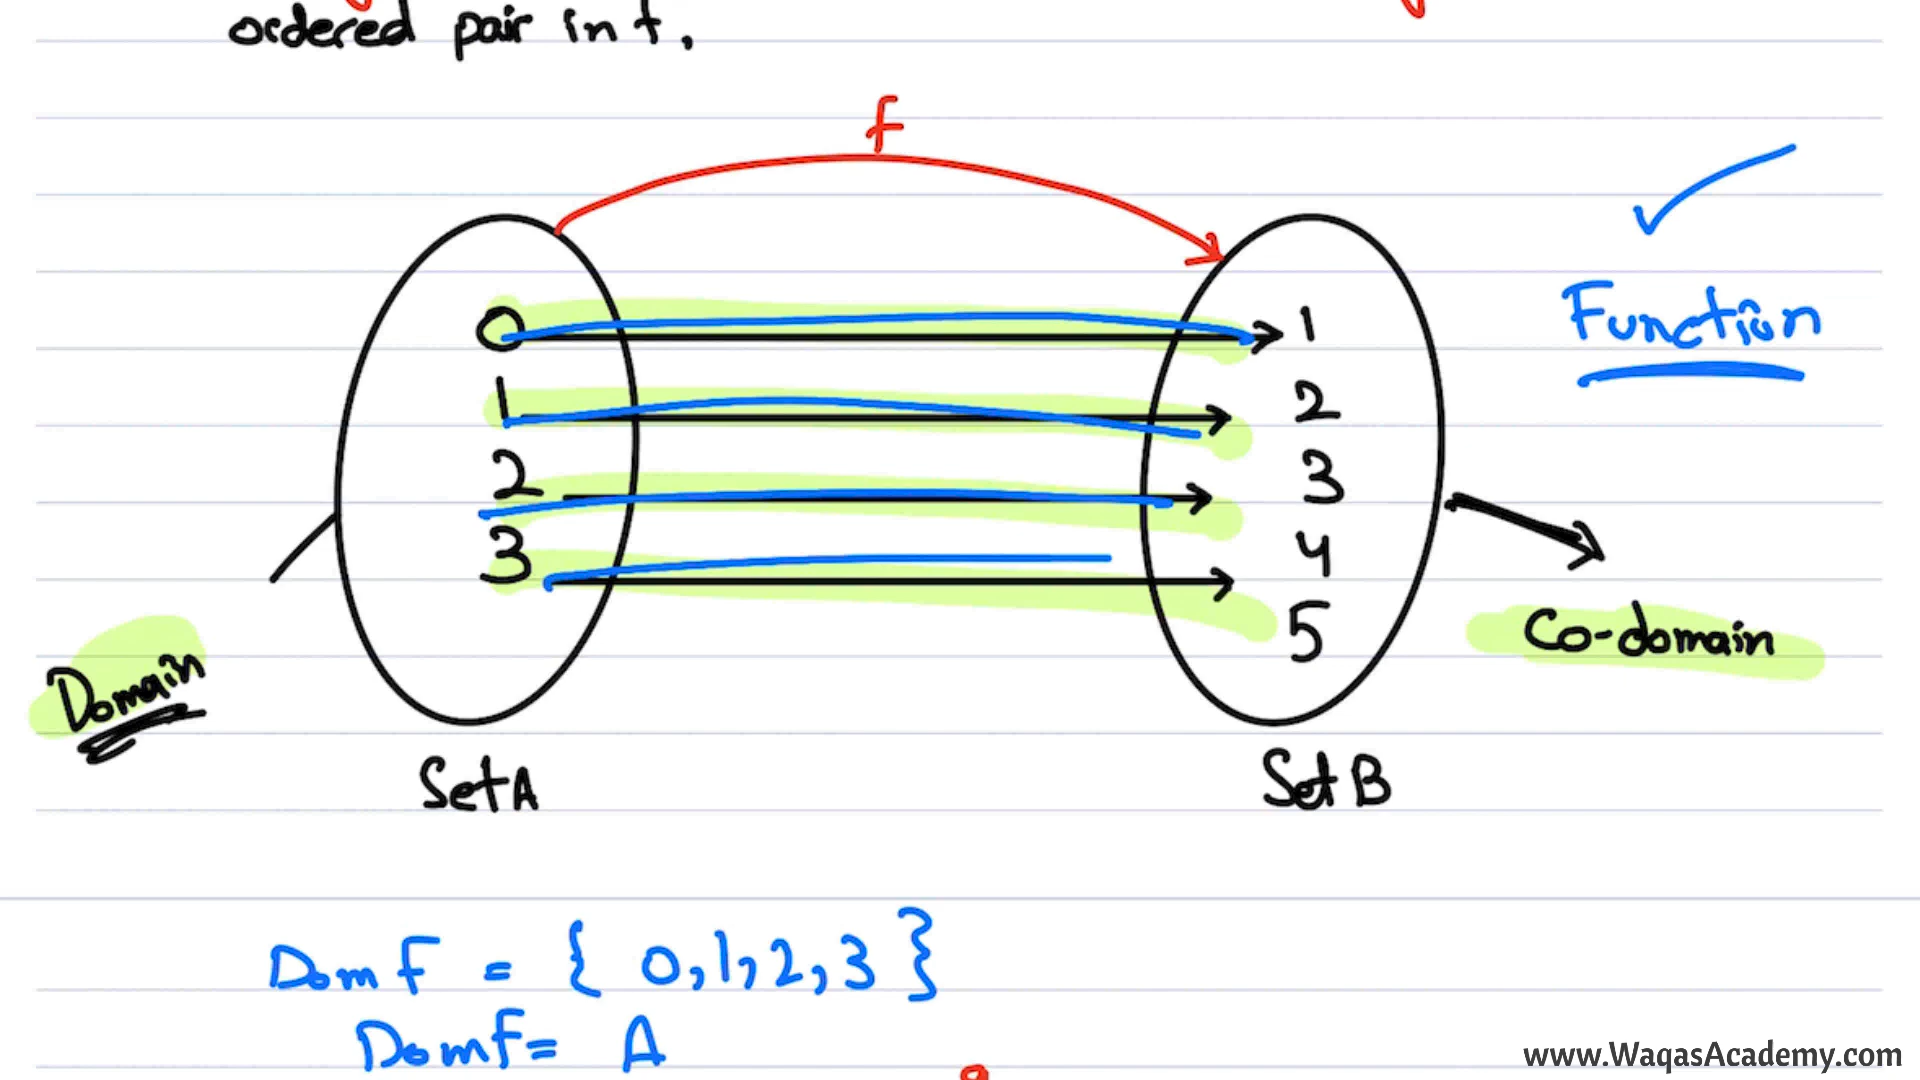 ordered pair in f.
f
Function
0 1
1 2
2 3
3 4
5
Domain
Co-domain
Set A Set B
Dom f = { 0,1,2,3 }
Dom f = A
www.WaqasAcademy.com